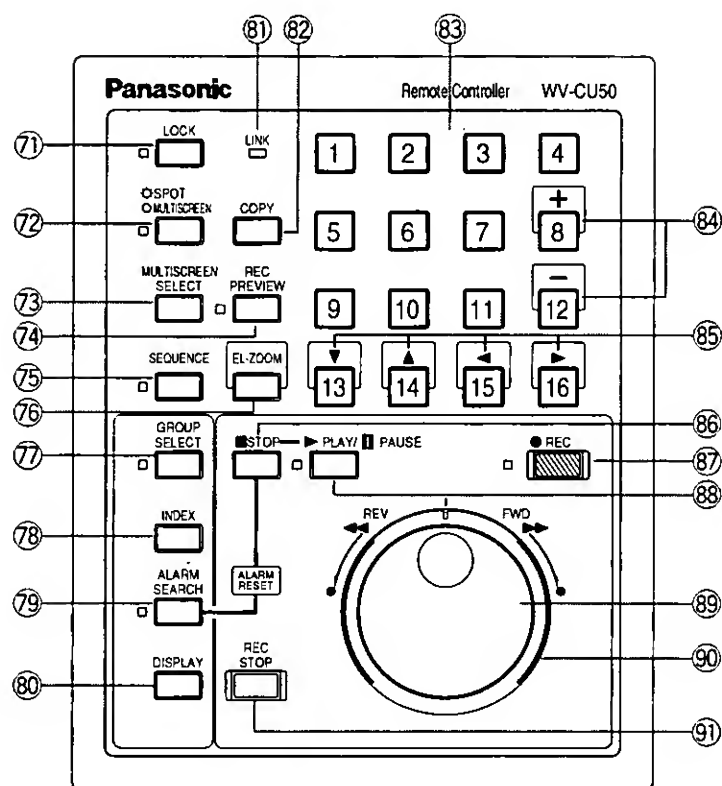 81 82 83
Panasonic Remote Controller WV-CU50
71 LOCK LINK 1 2 3 4
SPOT
MULTISCREEN
72 COPY 5 6 7 + 8 84
MULTISCREEN SELECT
REC PREVIEW
73 74 9 10 11 − 12
75 SEQUENCE EL-ZOOM ▼ ▲ ◀ ▶ 85
76 13 14 15 16
GROUP SELECT
77 ■STOP ▶ PLAY/ ❚❚ PAUSE ● REC 86
87
88
78 INDEX ◀◀ REV FWD ▶▶
ALARM SEARCH
79 ALARM RESET 89
80 DISPLAY REC STOP 90
91